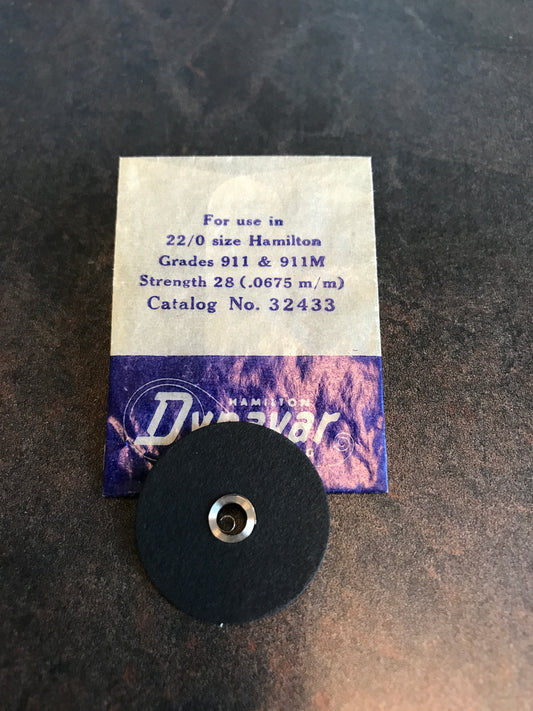 For use in
22/0 size Hamilton
Grades 911 & 911M
Strength 28 (.0675 m/m)
Catalog No. 32433
HAMILTON
Dynavar